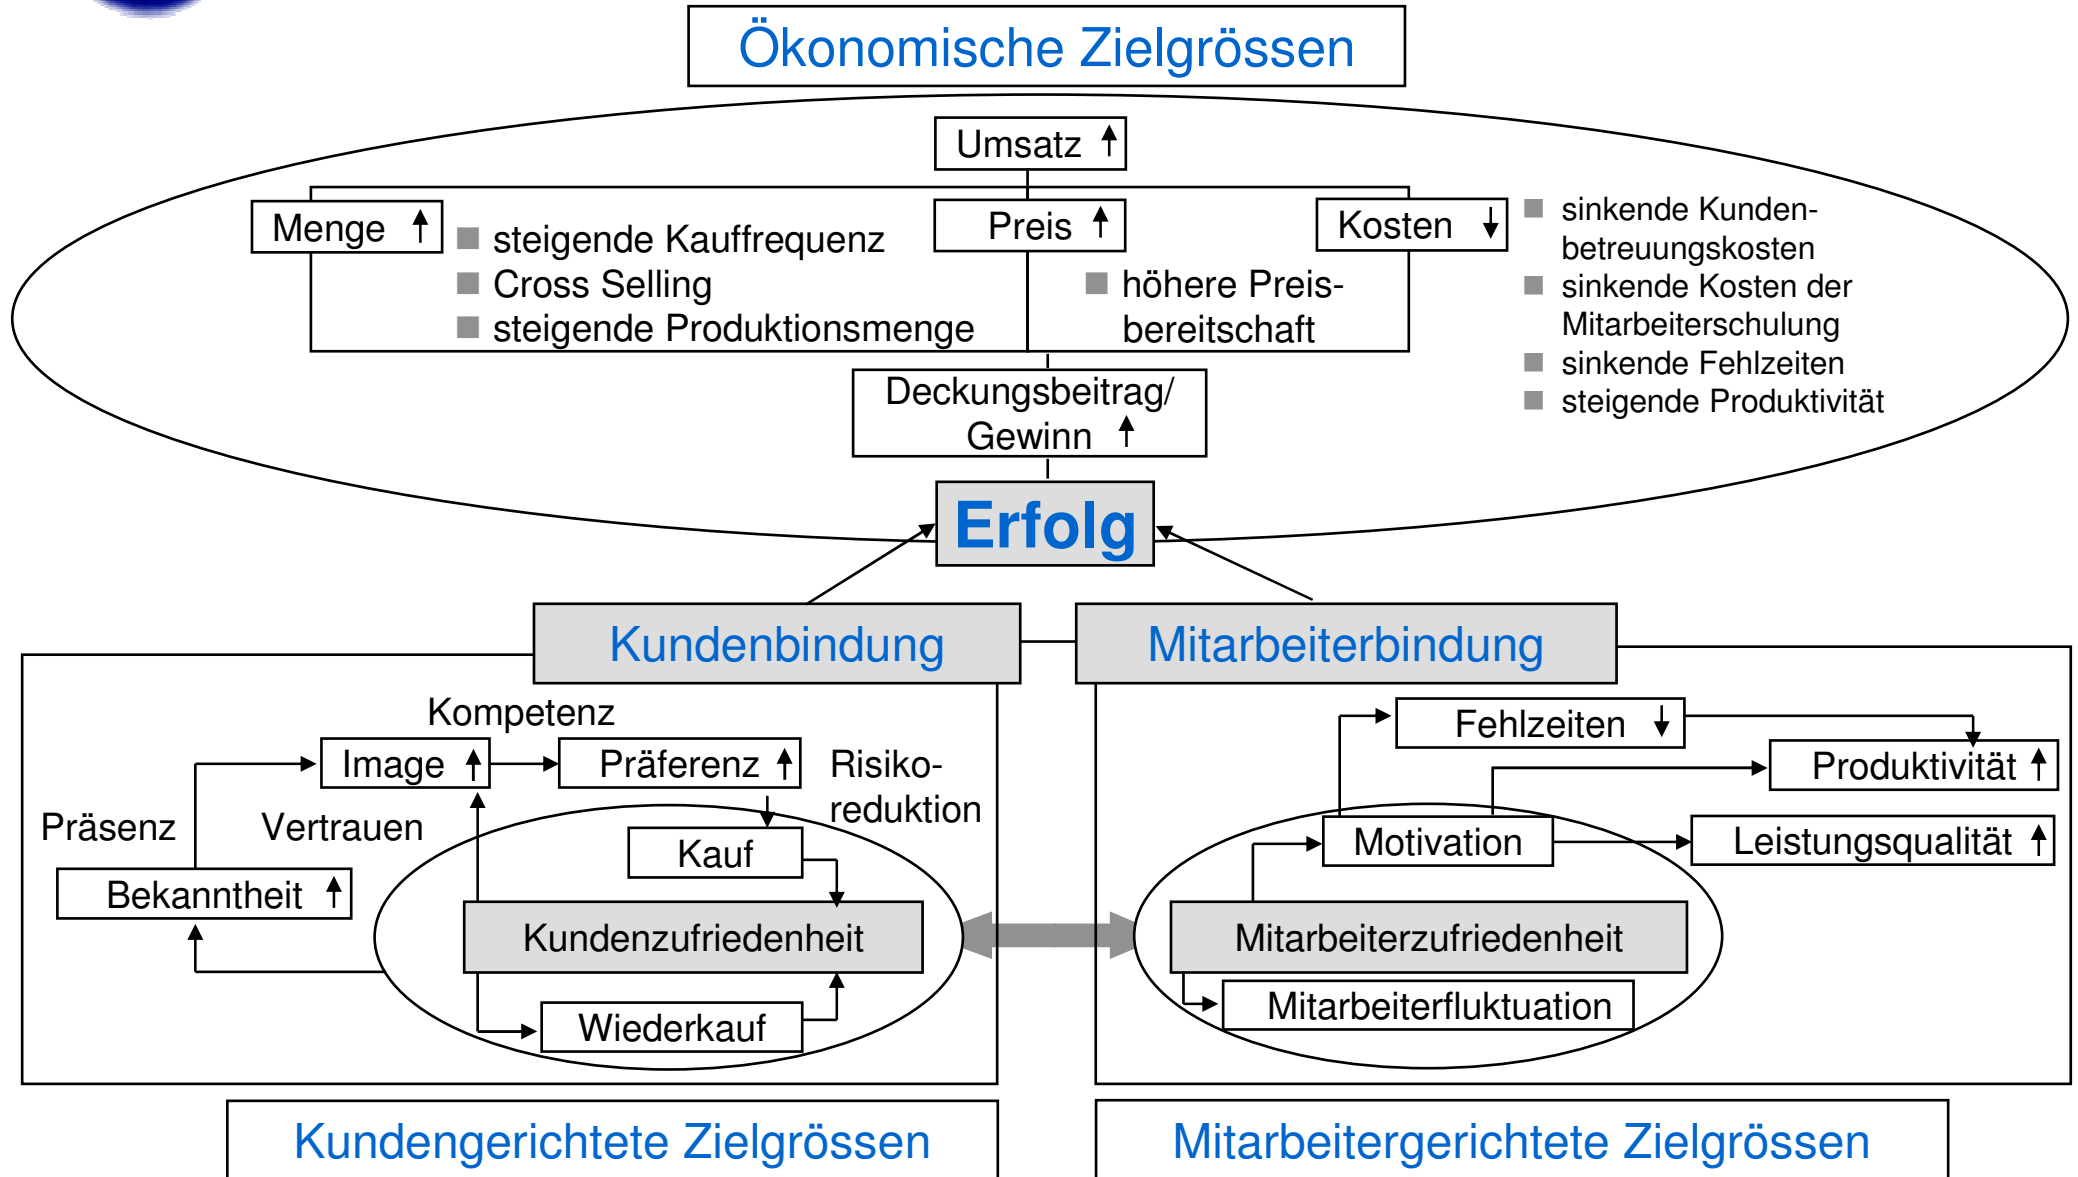 Ökonomische Zielgrössen
Umsatz
Menge
steigende Kauffrequenz
Cross Selling
steigende Produktionsmenge
Preis
höhere Preis-
bereitschaft
Kosten
sinkende Kunden-
betreuungskosten
sinkende Kosten der
Mitarbeiterschulung
sinkende Fehlzeiten
steigende Produktivität
Deckungsbeitrag/
Gewinn
Erfolg
Kundenbindung
Mitarbeiterbindung
Kompetenz
Image
Präferenz
Risiko-
reduktion
Präsenz
Vertrauen
Kauf
Bekanntheit
Kundenzufriedenheit
Wiederkauf
Fehlzeiten
Produktivität
Motivation
Leistungsqualität
Mitarbeiterzufriedenheit
Mitarbeiterfluktuation
Kundengerichtete Zielgrössen
Mitarbeitergerichtete Zielgrössen